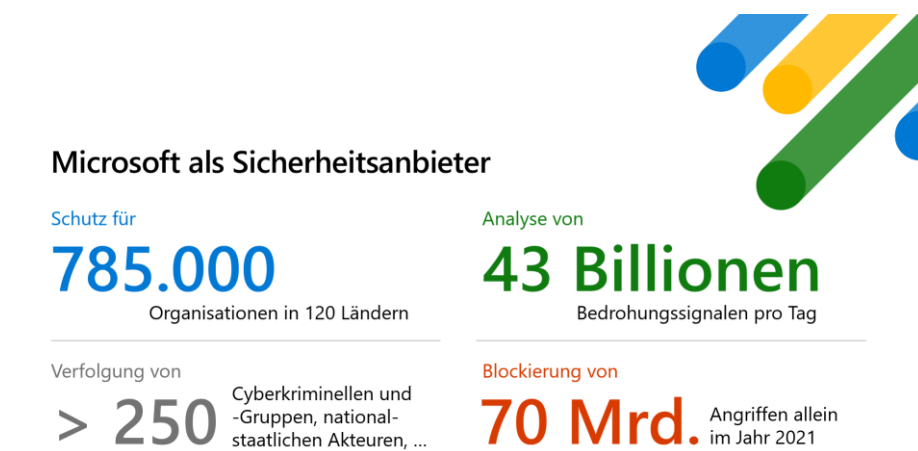 Microsoft als Sicherheitsanbieter
Schutz für
785.000
Organisationen in 120 Ländern
Analyse von
43 Billionen
Bedrohungssignalen pro Tag
Verfolgung von
> 250
Cyberkriminellen und
-Gruppen, national-
staatlichen Akteuren, ...
Blockierung von
70 Mrd.
Angriffen allein
im Jahr 2021